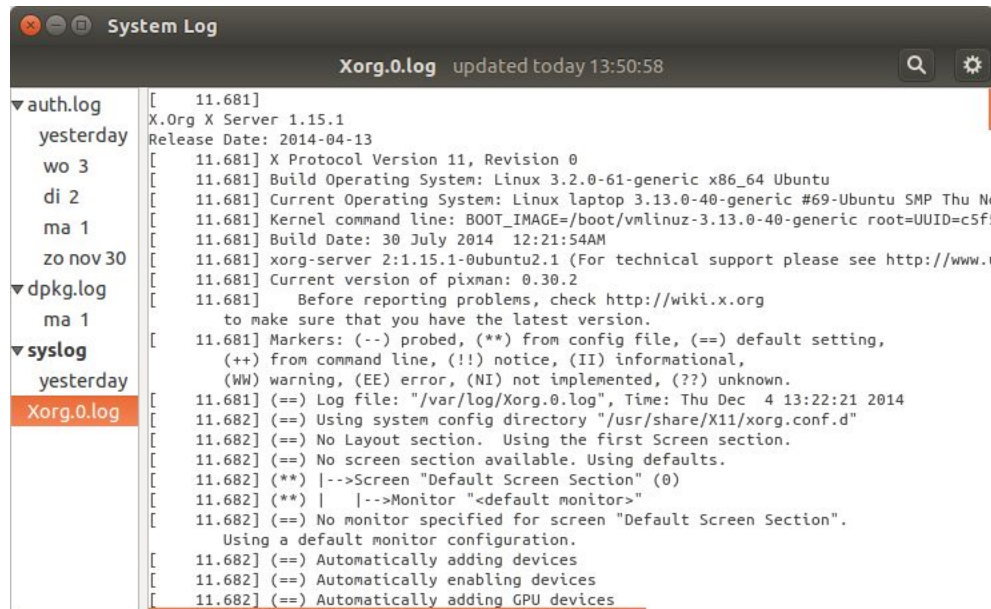 System Log
Xorg.0.log updated today 13:50:58
auth.log
yesterday
wo 3
di 2
ma 1
zo nov 30
dpkg.log
ma 1
syslog
yesterday
Xorg.0.log
[    11.681]
X.Org X Server 1.15.1
Release Date: 2014-04-13
[    11.681] X Protocol Version 11, Revision 0
[    11.681] Build Operating System: Linux 3.2.0-61-generic x86_64 Ubuntu
[    11.681] Current Operating System: Linux laptop 3.13.0-40-generic #69-Ubuntu SMP Thu
[    11.681] Kernel command line: BOOT_IMAGE=/boot/vmlinuz-3.13.0-40-generic root=UUID=c5f
[    11.681] Build Date: 30 July 2014  12:21:54AM
[    11.681] xorg-server 2:1.15.1-0ubuntu2.1 (For technical support please see http://www.
[    11.681] Current version of pixman: 0.30.2
[    11.681]    Before reporting problems, check http://wiki.x.org
to make sure that you have the latest version.
[    11.681] Markers: (--) probed, (**) from config file, (==) default setting,
(++) from command line, (!!) notice, (II) informational,
(WW) warning, (EE) error, (NI) not implemented, (??) unknown.
[    11.681] (==) Log file: "/var/log/Xorg.0.log", Time: Thu Dec  4 13:22:21 2014
[    11.682] (==) Using system config directory "/usr/share/X11/xorg.conf.d"
[    11.682] (==) No Layout section.  Using the first Screen section.
[    11.682] (==) No screen section available. Using defaults.
[    11.682] (**) |-->Screen "Default Screen Section" (0)
[    11.682] (**) |   |-->Monitor "<default monitor>"
[    11.682] (==) No monitor specified for screen "Default Screen Section".
Using a default monitor configuration.
[    11.682] (==) Automatically adding devices
[    11.682] (==) Automatically enabling devices
[    11.682] (==) Automatically adding GPU devices